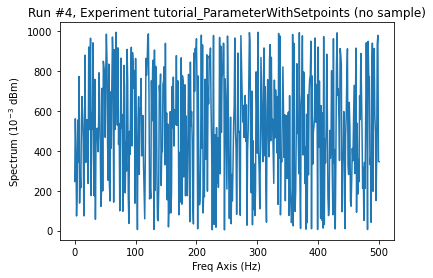 Run #4, Experiment tutorial_ParameterWithSetpoints (no sample)
1000
800
600
400
200
0
Spectrum (10⁻³ dBm)
0 100 200 300 400 500
Freq Axis (Hz)